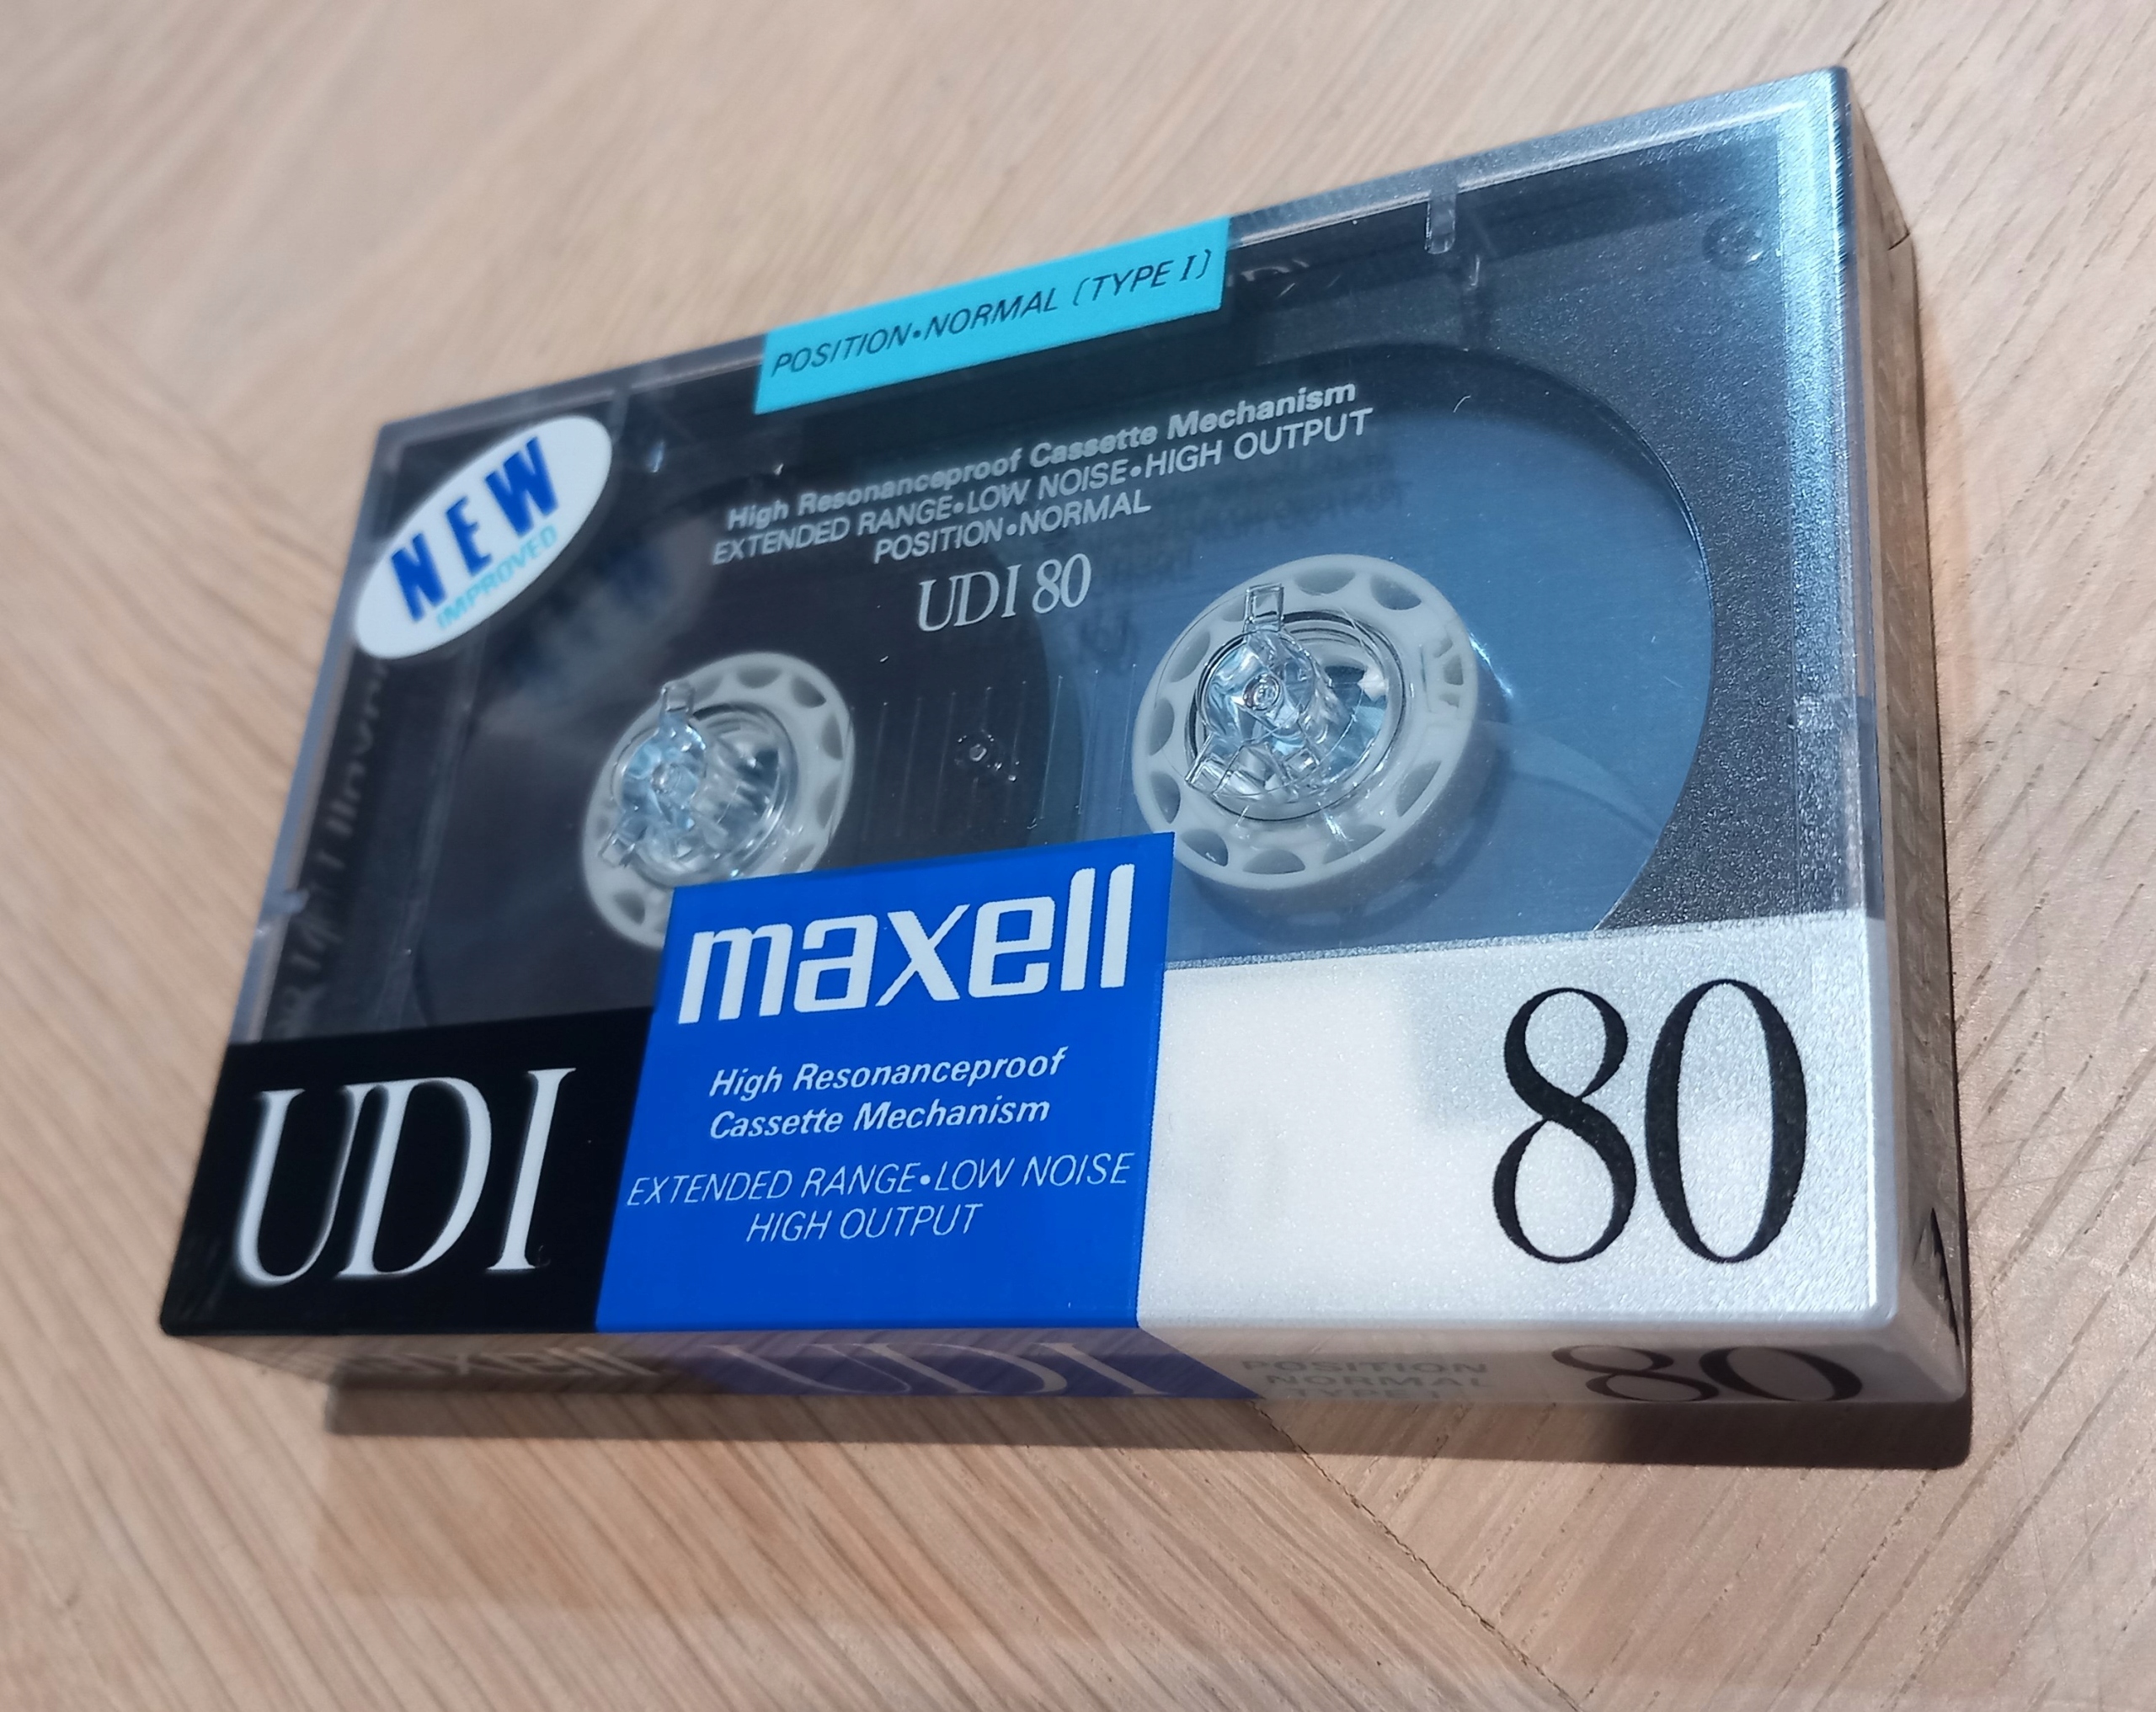 POSITION•NORMAL (TYPE I)
NEW
IMPROVED
High Resonanceproof Cassette Mechanism
EXTENDED RANGE•LOW NOISE•HIGH OUTPUT
POSITION•NORMAL
UDI 80
maxell
High Resonanceproof
Cassette Mechanism
EXTENDED RANGE•LOW NOISE
HIGH OUTPUT
UDI
80
maxell
UDI
POSITION
NORMAL
TYPE I
80